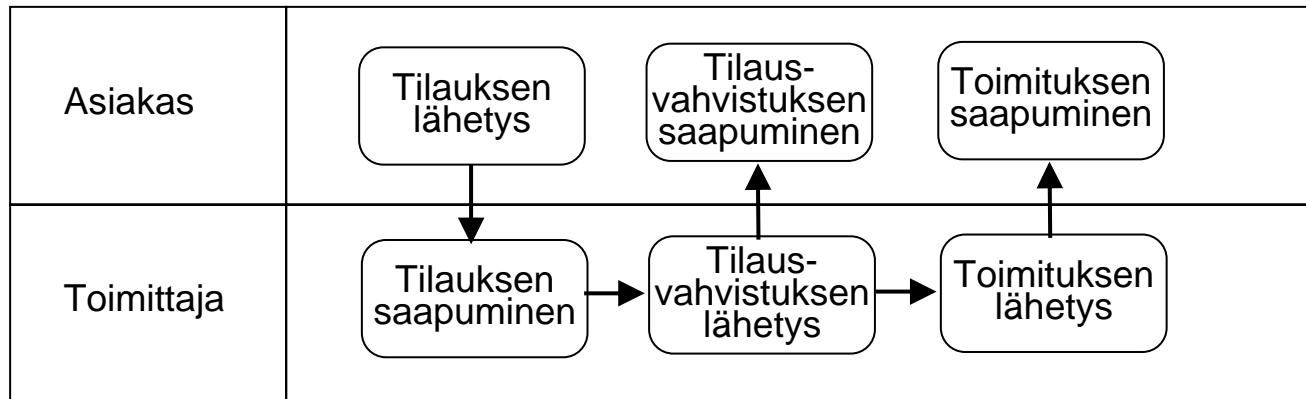 Asiakas
Tilauksen
lähetys
Tilaus-
vahvistuksen
saapuminen
Toimituksen
saapuminen
Toimittaja
Tilauksen
saapuminen
Tilaus-
vahvistuksen
lähetys
Toimituksen
lähetys